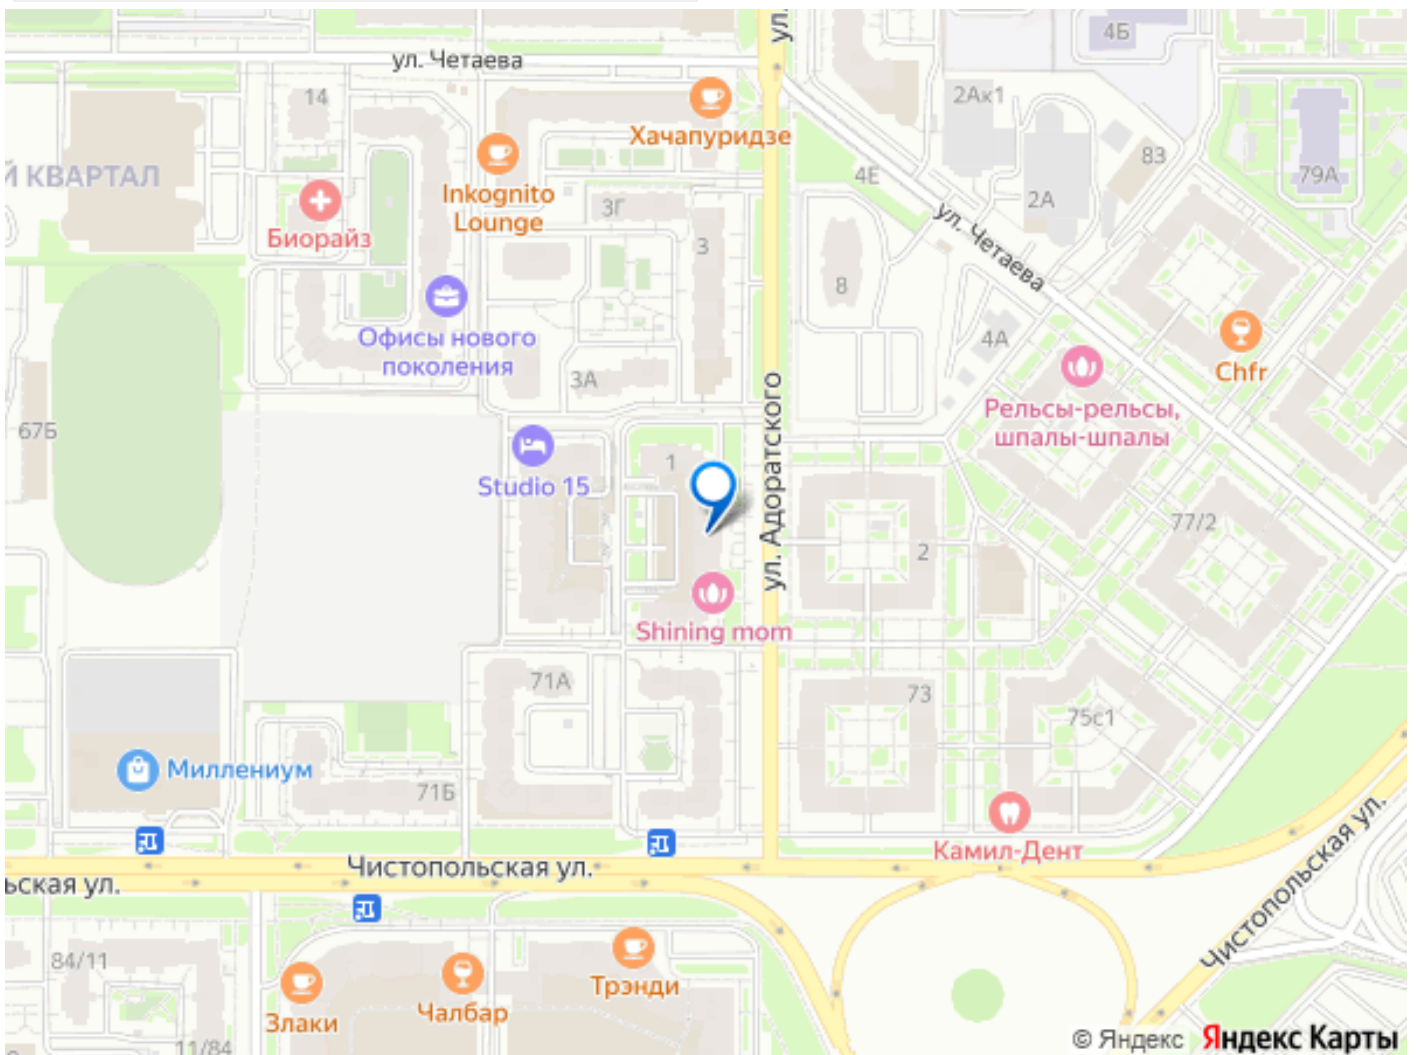 ул.
4Б
ул. Четаева
14
2Ак1
Хачапуридзе
83
Й КВАРТАЛ
4Е
79А
Inkognito
Lounge
3Г
2А
ул. Четаева
Биорайз
3
8
Офисы нового
поколения
4А
Chfr
3А
ул. Адоратского
Рельсы-рельсы,
шпалы-шпалы
67Б
1
Studio 15
77/2
2
Shining mom
71А
73
75с1
Миллениум
71Б
Камил-Дент
Чистопольская ул.
ьская ул.
Чистопольская ул.
84/11
Трэнди
Чалбар
Злаки
11/84
© Яндекс Яндекс Карты